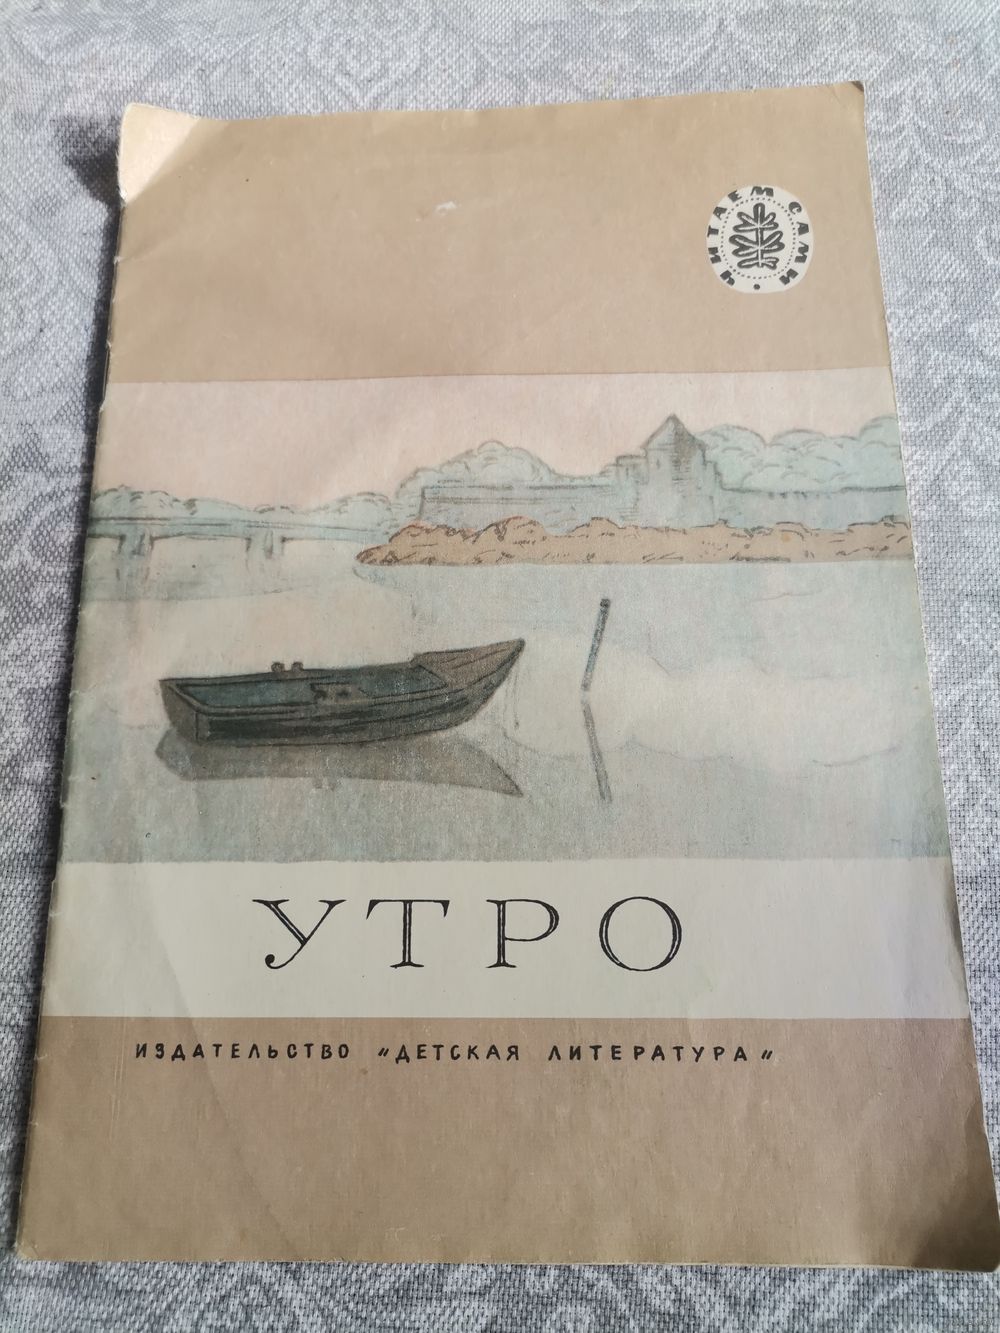 ЧИТАЕМ САМИ
УТРО
ИЗДАТЕЛЬСТВО "ДЕТСКАЯ ЛИТЕРАТУРА"